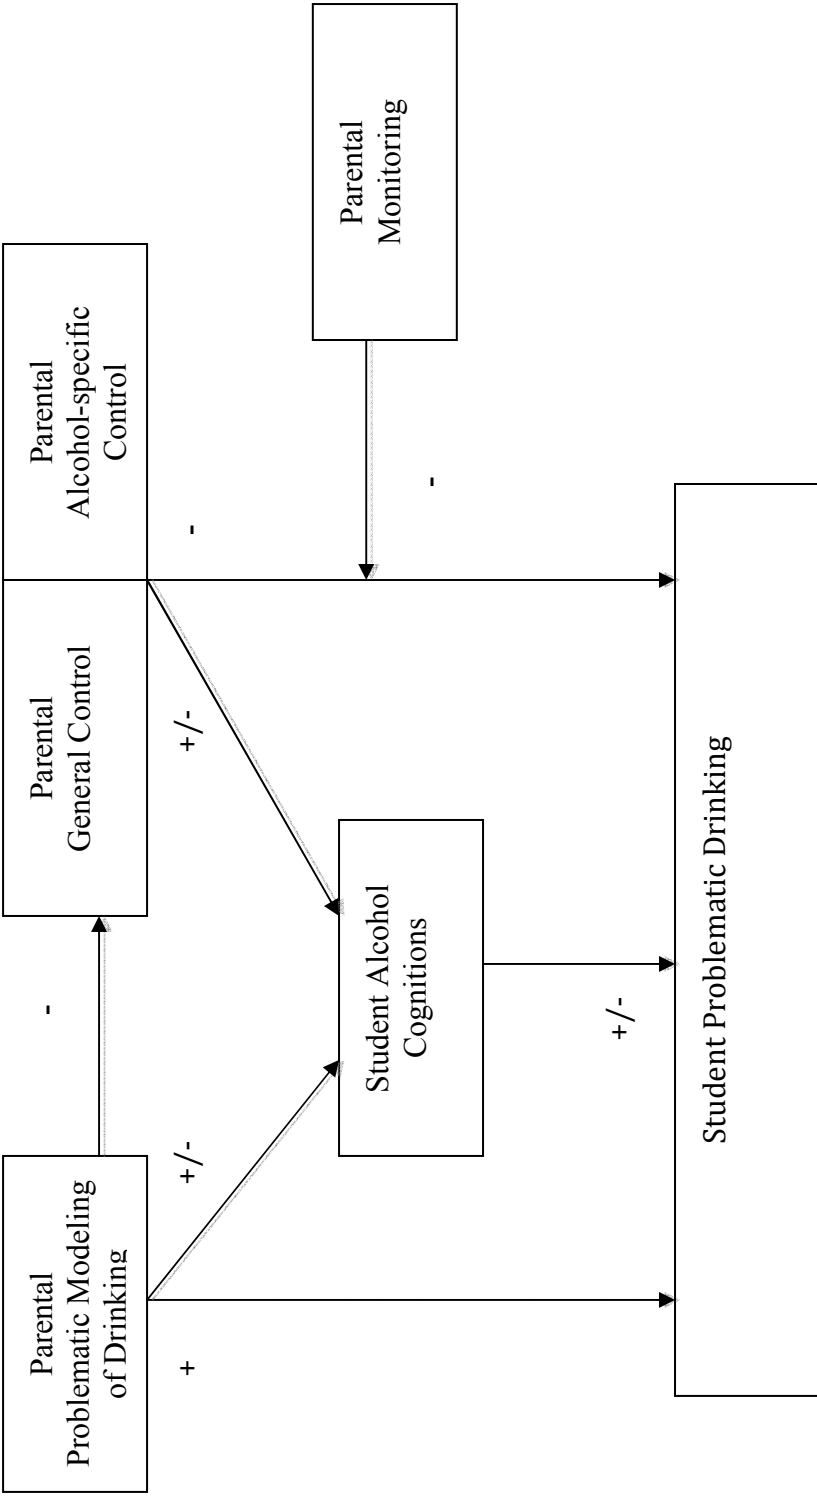 Parental
Problematic Modeling
of Drinking
-
Parental
General Control
Parental
Alcohol-specific
Control
+
+/-
+/-
-
Student Alcohol
Cognitions
Parental
Monitoring
-
+/-
Student Problematic Drinking